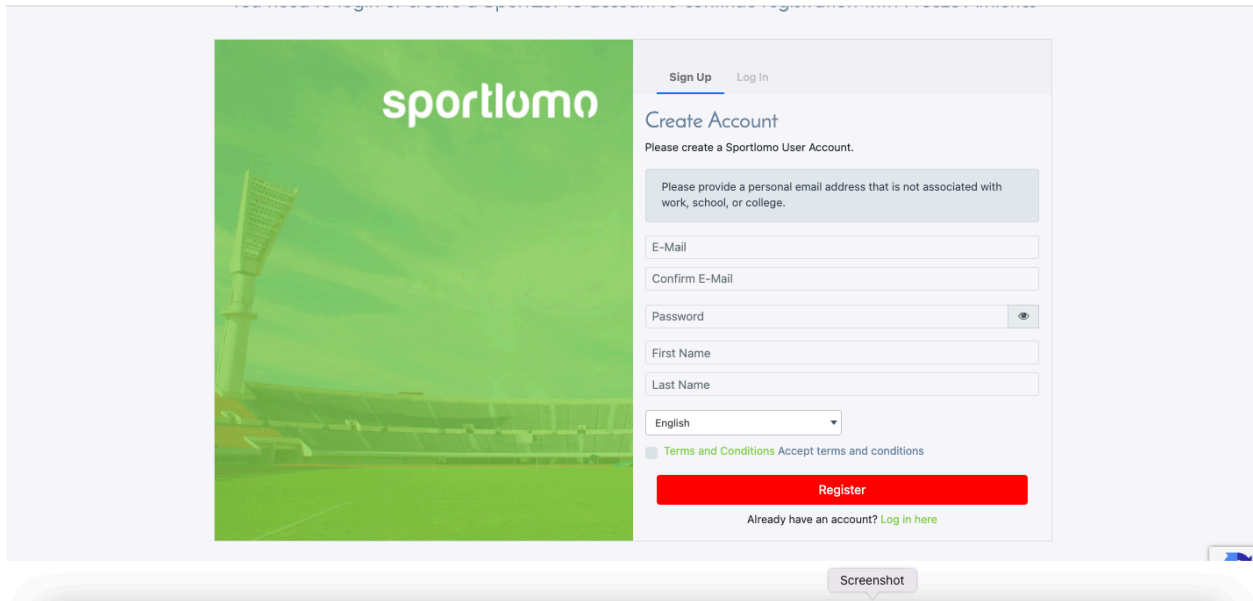 sportlomo
Sign Up Log In
Create Account
Please create a Sportlomo User Account.
Please provide a personal email address that is not associated with
work, school, or college.
E-Mail
Confirm E-Mail
Password
First Name
Last Name
English
Terms and Conditions Accept terms and conditions
Register
Already have an account? Log in here
Screenshot